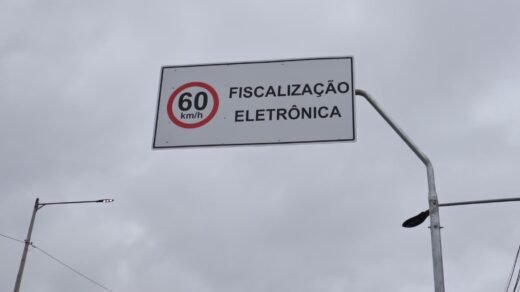 60
km/h
FISCALIZAÇÃO
ELETRÔNICA